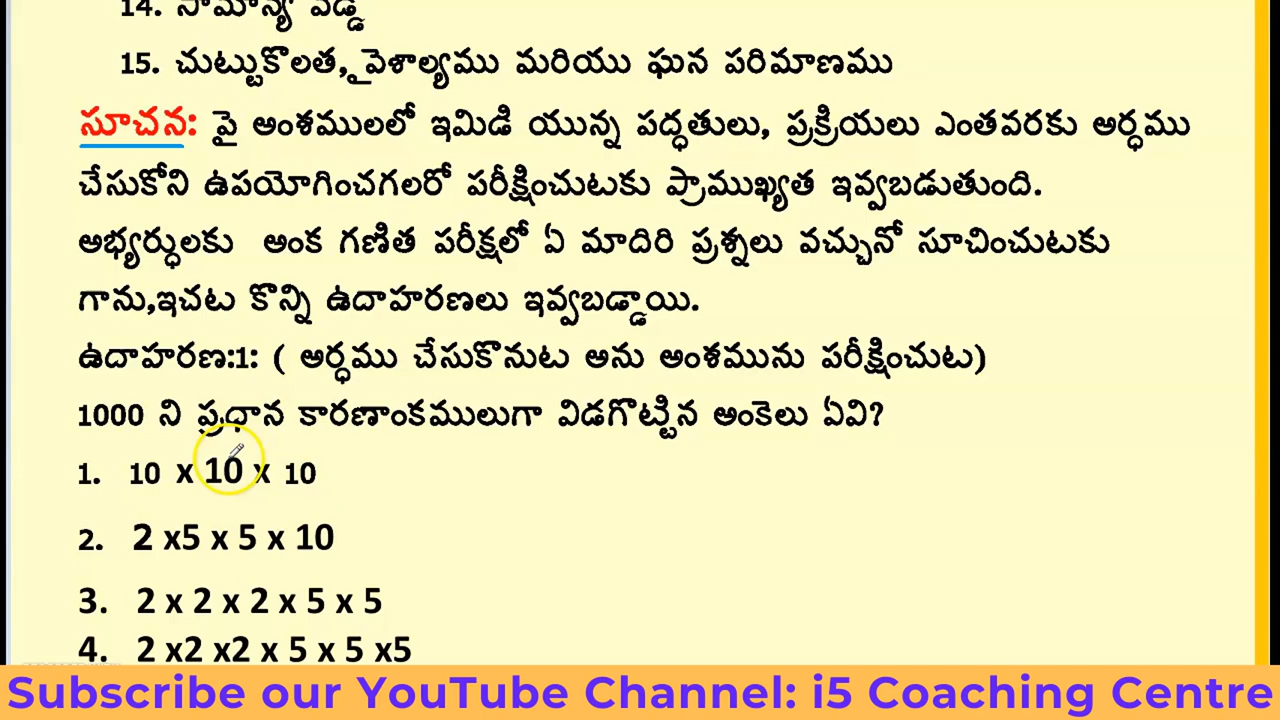 14. సామాన్య వడ్డీ
15. చుట్టుకొలత, వైశాల్యము మరియు ఘన పరిమాణము
సూచన: పై అంశములలో ఇమిడి యున్న పద్ధతులు, ప్రక్రియలు ఎంతవరకు అర్ధము
చేసుకోని ఉపయోగించగలరో పరీక్షించుటకు ప్రాముఖ్యత ఇవ్వబడుతుంది.
అభ్యర్ధులకు అంక గణిత పరీక్షలో ఏ మాదిరి ప్రశ్నలు వచ్చునో సూచించుటకు
గాను,ఇచట కొన్ని ఉదాహరణలు ఇవ్వబడ్డాయి.
ఉదాహరణ:1: ( అర్ధము చేసుకొనుట అను అంశమును పరీక్షించుట)
1000 ని ప్రధాన కారణాంకములుగా విడగొట్టిన అంకెలు ఏవి?
1. 10 x 10 x 10
2. 2 x5 x 5 x 10
3. 2 x 2 x 2 x 5 x 5
4. 2 x2 x2 x 5 x 5 x5
Subscribe our YouTube Channel: i5 Coaching Centre